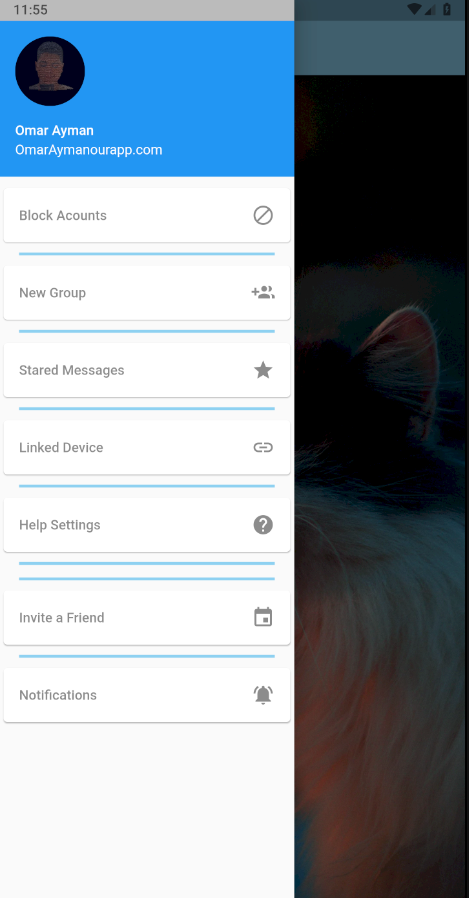 11:55
Omar Ayman
OmarAymanourapp.com
Block Acounts
New Group
Stared Messages
Linked Device
Help Settings
Invite a Friend
Notifications